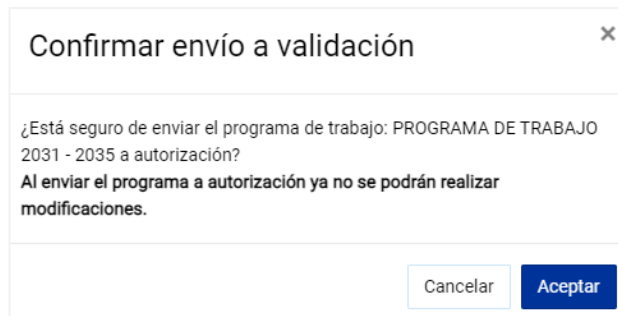 Confirmar envío a validación
¿Está seguro de enviar el programa de trabajo: PROGRAMA DE TRABAJO
2031 - 2035 a autorización?
Al enviar el programa a autorización ya no se podrán realizar
modificaciones.
Cancelar
Aceptar